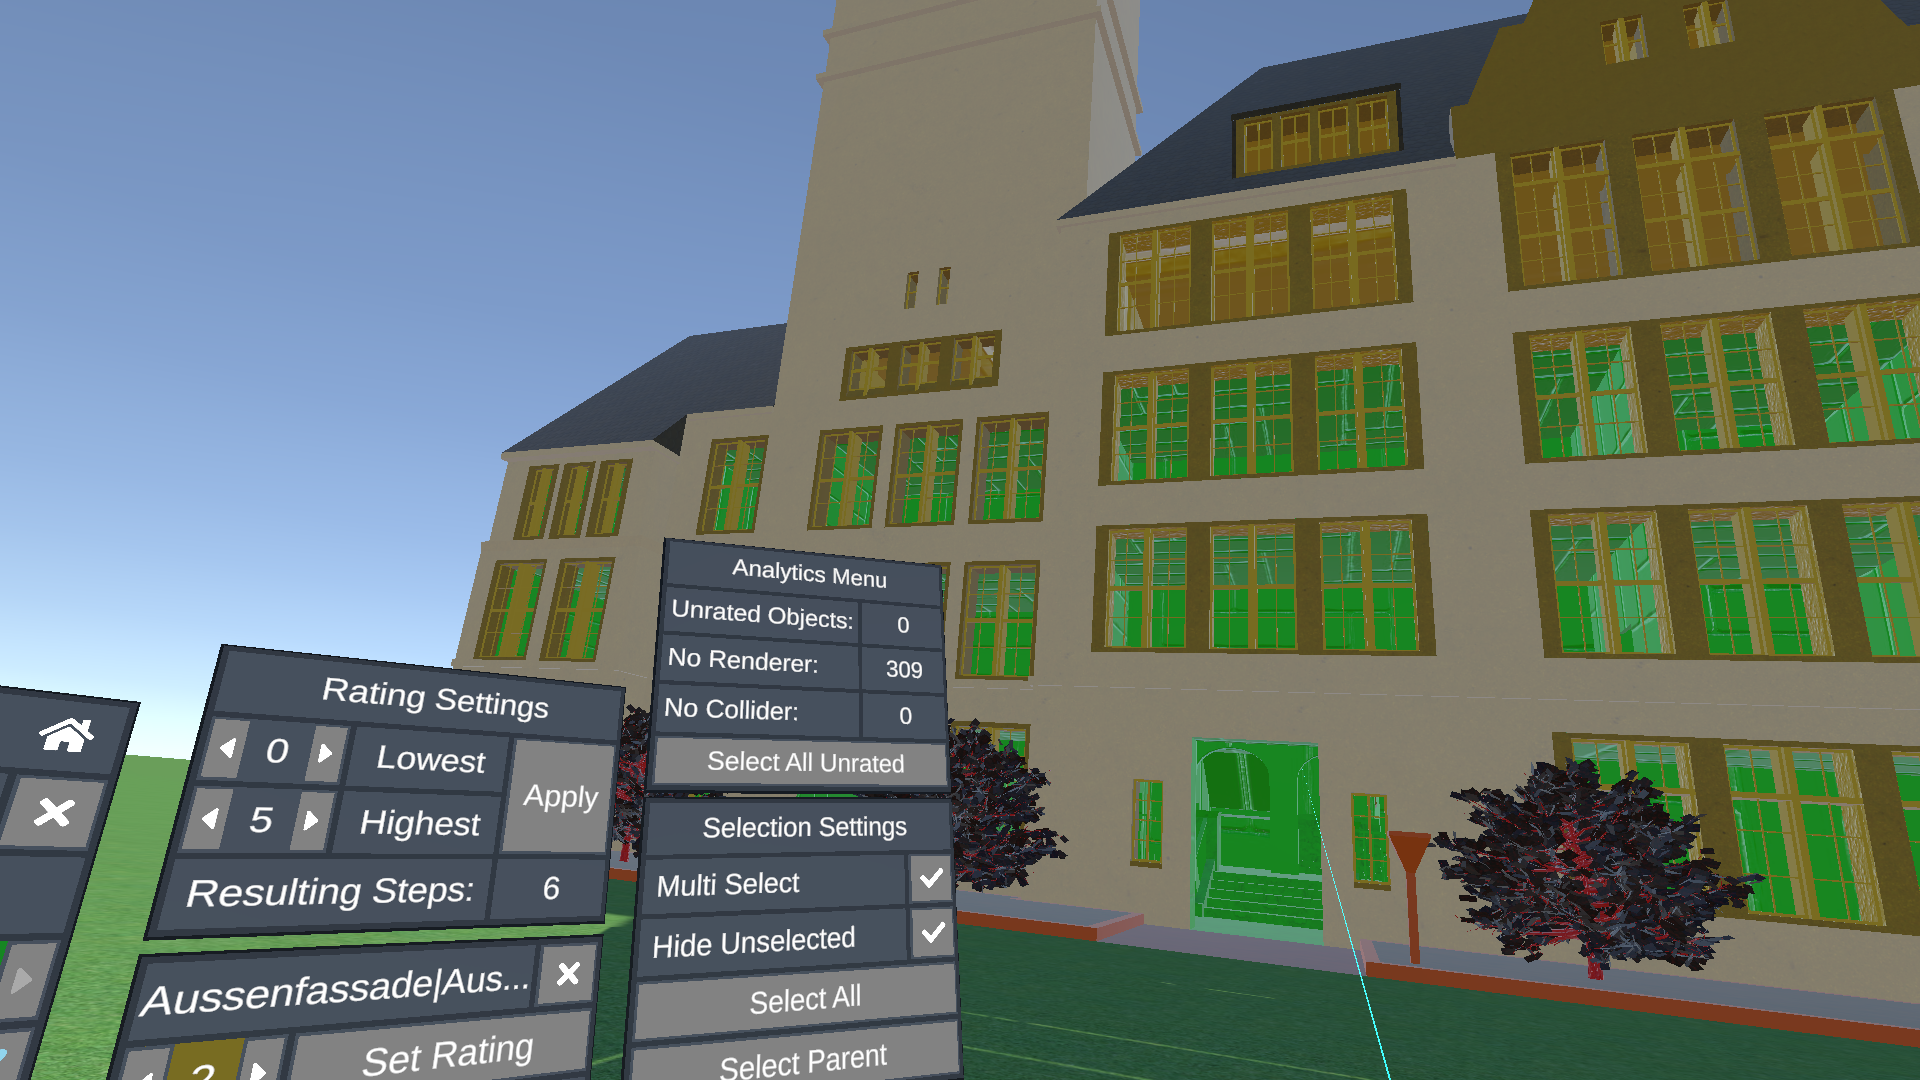 Rating Settings
0
Lowest
5
Highest
Apply
Resulting Steps:
6
Aussenfassade|Aus...
2
Set Rating
Analytics Menu
Unrated Objects:
0
No Renderer:
309
No Collider:
0
Select All Unrated
Selection Settings
Multi Select
Hide Unselected
Select All
Select Parent